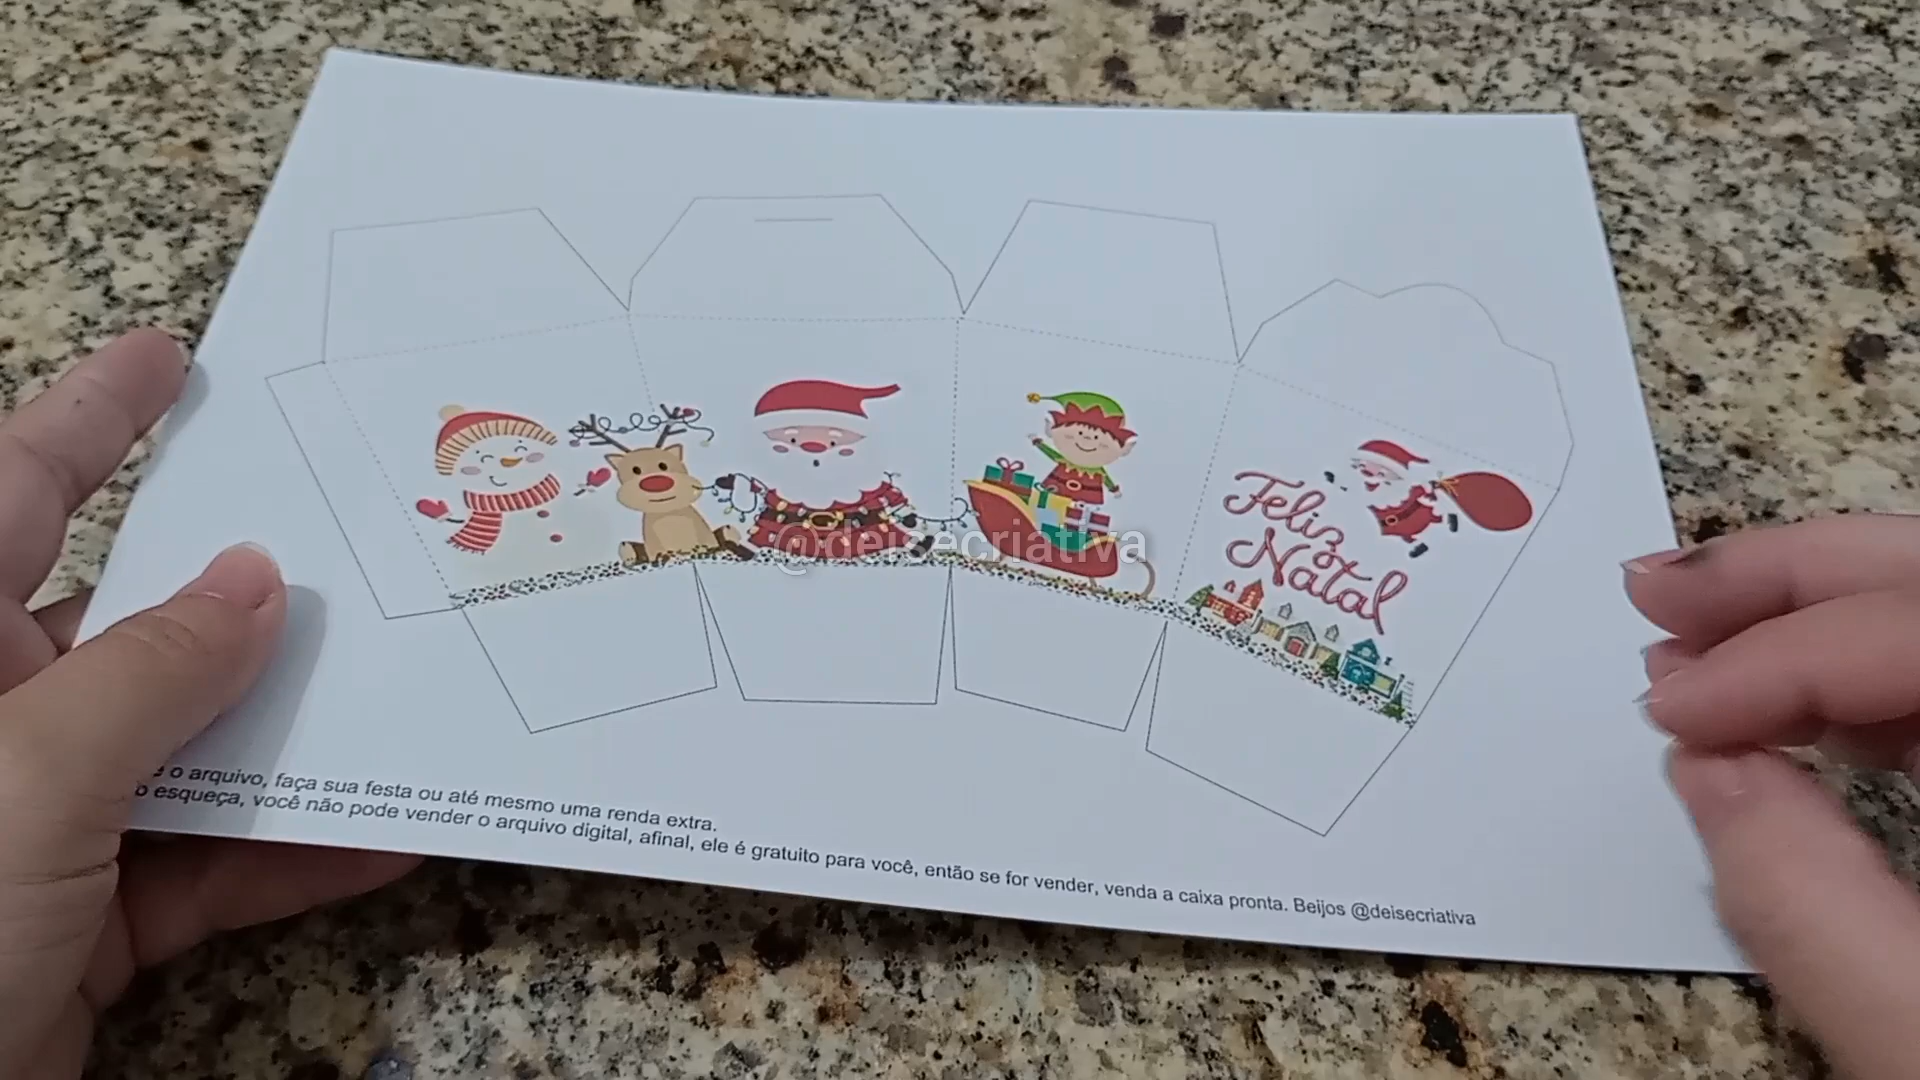 Feliz
Natal
@deisecriativa
o arquivo, faça sua festa ou até mesmo uma renda extra.
esqueça, você não pode vender o arquivo digital, afinal, ele é gratuito para você, então se for vender, venda a caixa pronta. Beijos @deisecriativa